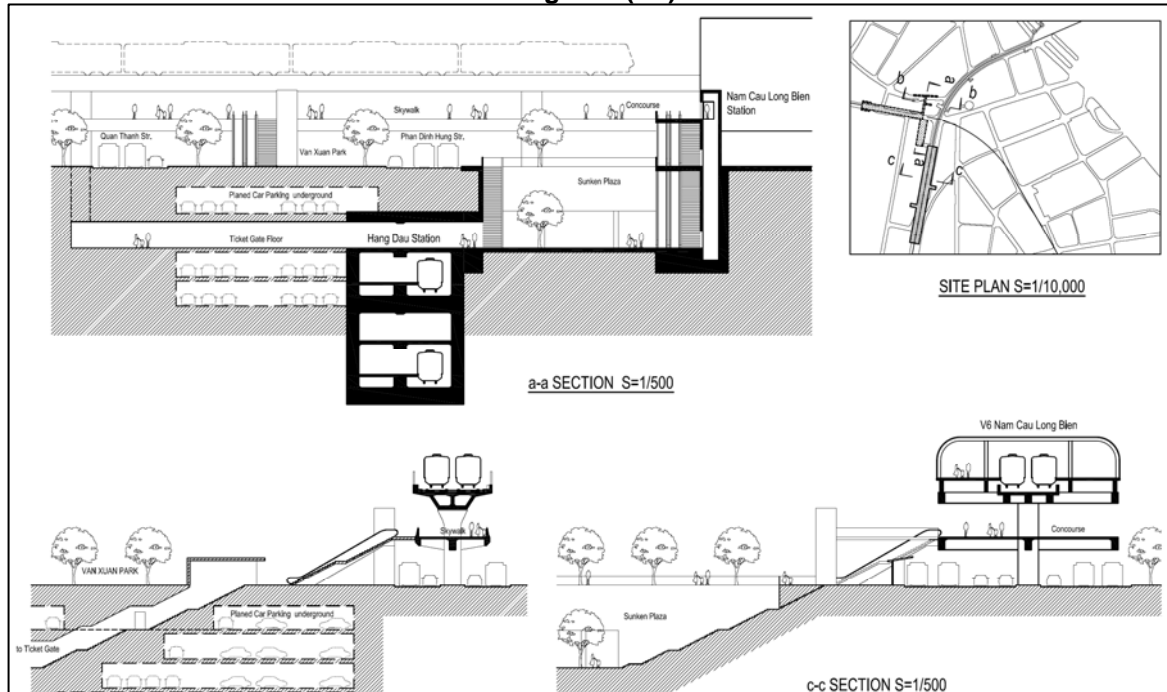 Skywalk
Concourse
Nam Cau Long Bien
Station
Quan Thanh Str,
Van Xuan Park
Phan Dinh Hung Str,
Sunken Plaza
Planed Car Parking underground
Ticket Gate Floor
Hang Dau Station
a-a SECTION S=1/500
a
b
b
a
c
c
SITE PLAN S=1/10,000
Skywalk
VAN XUAN PARK
Planed Car Parking underground
to Ticket Gate
V6 Nam Cau Long Bien
Concourse
Sunken Plaza
c-c SECTION S=1/500